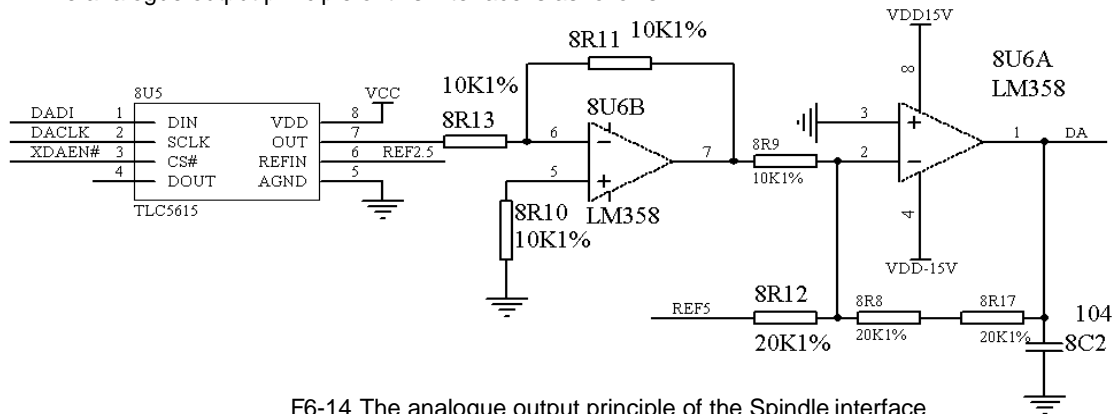 VDD15V
8R11
10K1%
8U6A
LM358
8
10K1%
8U5
VCC
8R13
8U6B
DADI
1
DIN
VDD
8
DACLK
2
SCLK
OUT
7
XDAEN#
3
CS#
REFIN
6
REF2.5
4
DOUT
AGND
5
TLC5615
6
7
5
8R9
10K1%
3
2
1
DA
8R10
10K1%
LM358
4
VDD-15V
REF5
8R12
20K1%
8R8
20K1%
8R17
20K1%
104
8C2
F6-14 The analogue output principle of the Spindle interface